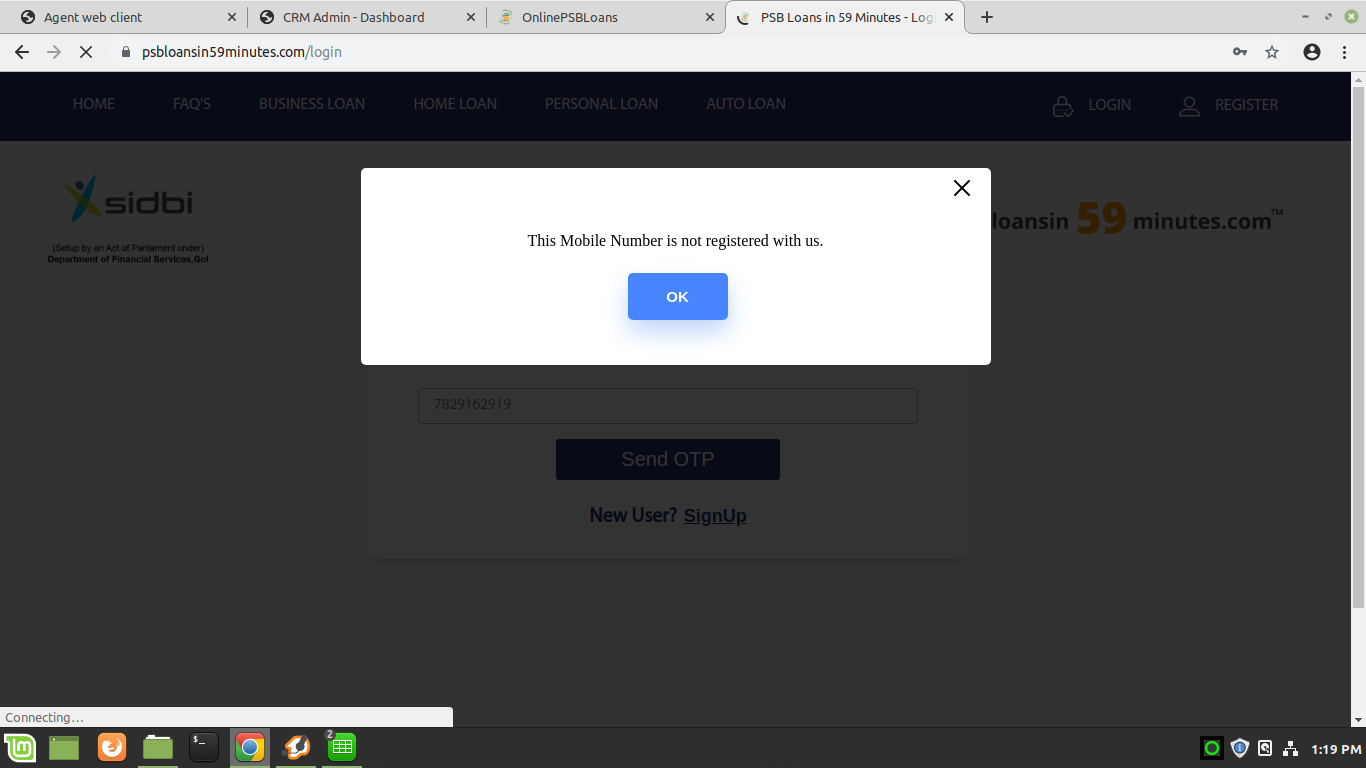 Agent web client
CRM Admin - Dashboard
OnlinePSBLoans
PSB Loans in 59 Minutes - Log
psbloansin59minutes.com/login
HOME
FAQ'S
BUSINESS LOAN
HOME LOAN
PERSONAL LOAN
AUTO LOAN
LOGIN
REGISTER
sidbi
(Setup by an Act of Parliament under)
Department of Financial Services,GoI
loansin 59 minutes.com™
This Mobile Number is not registered with us.
OK
7829162919
Send OTP
New User? SignUp
Connecting…
$_
2
1:19 PM